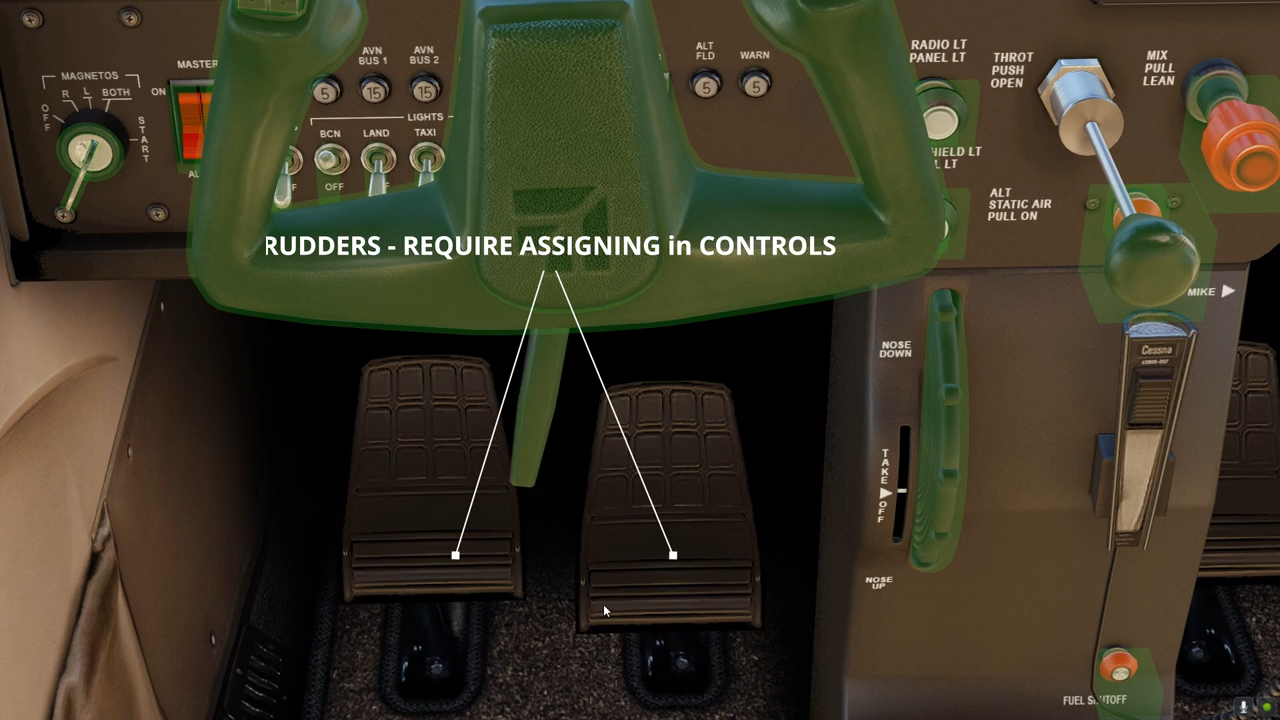 MAGNETOS
R L BOTH
OFF
START
MASTER
ON
AVN
BUS 1
AVN
BUS 2
5
15
15
LIGHTS
BCN
LAND
TAXI
OFF
ALT
FLD
WARN
5
5
RADIO LT
PANEL LT
THROT
PUSH
OPEN
MIX
PULL
LEAN
ALT
STATIC AIR
PULL ON
RUDDERS - REQUIRE ASSIGNING in CONTROLS
MIKE
NOSE
DOWN
Cessna
TAKE OFF
NOSE
UP
FUEL SHUTOFF